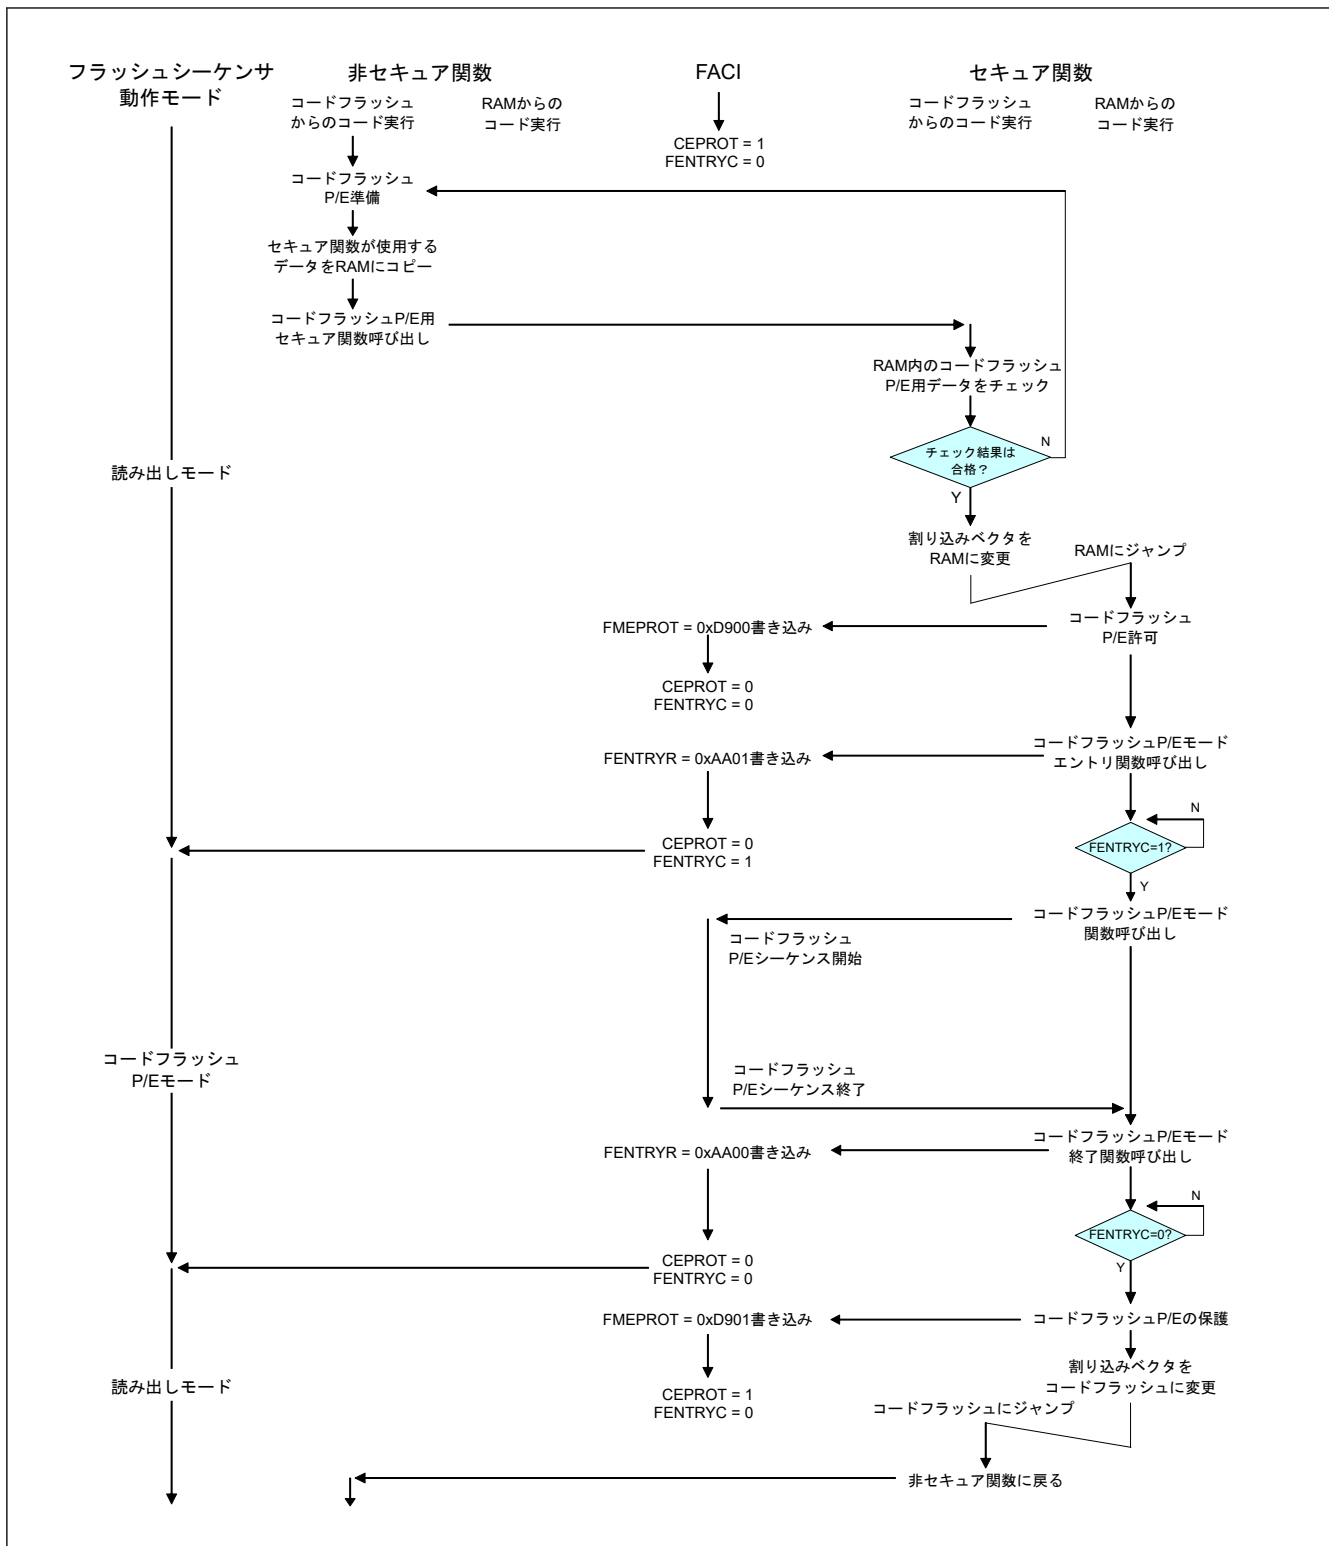 フラッシュシーケンサ
動作モード
非セキュア関数
FACI
セキュア関数
コードフラッシュ
からのコード実行
RAMからの
コード実行
コードフラッシュ
からのコード実行
RAMからの
コード実行
CEPROT = 1
FENTRYC = 0
コードフラッシュ
P/E準備
セキュア関数が使用する
データをRAMにコピー
コードフラッシュP/E用
セキュア関数呼び出し
RAM内のコードフラッシュ
P/E用データをチェック
チェック結果は
合格？
N
Y
読み出しモード
割り込みベクタを
RAMに変更
RAMにジャンプ
コードフラッシュ
P/E許可
FMEPROT = 0xD900書き込み
CEPROT = 0
FENTRYC = 0
コードフラッシュP/Eモード
エントリ関数呼び出し
FENTRYR = 0xAA01書き込み
N
FENTRYC=1?
Y
CEPROT = 0
FENTRYC = 1
コードフラッシュP/Eモード
関数呼び出し
コードフラッシュ
P/Eシーケンス開始
コードフラッシュ
P/Eモード
コードフラッシュ
P/Eシーケンス終了
コードフラッシュP/Eモード
終了関数呼び出し
FENTRYR = 0xAA00書き込み
N
FENTRYC=0?
Y
CEPROT = 0
FENTRYC = 0
コードフラッシュP/Eの保護
FMEPROT = 0xD901書き込み
割り込みベクタを
コードフラッシュに変更
読み出しモード
CEPROT = 1
FENTRYC = 0
コードフラッシュにジャンプ
非セキュア関数に戻る